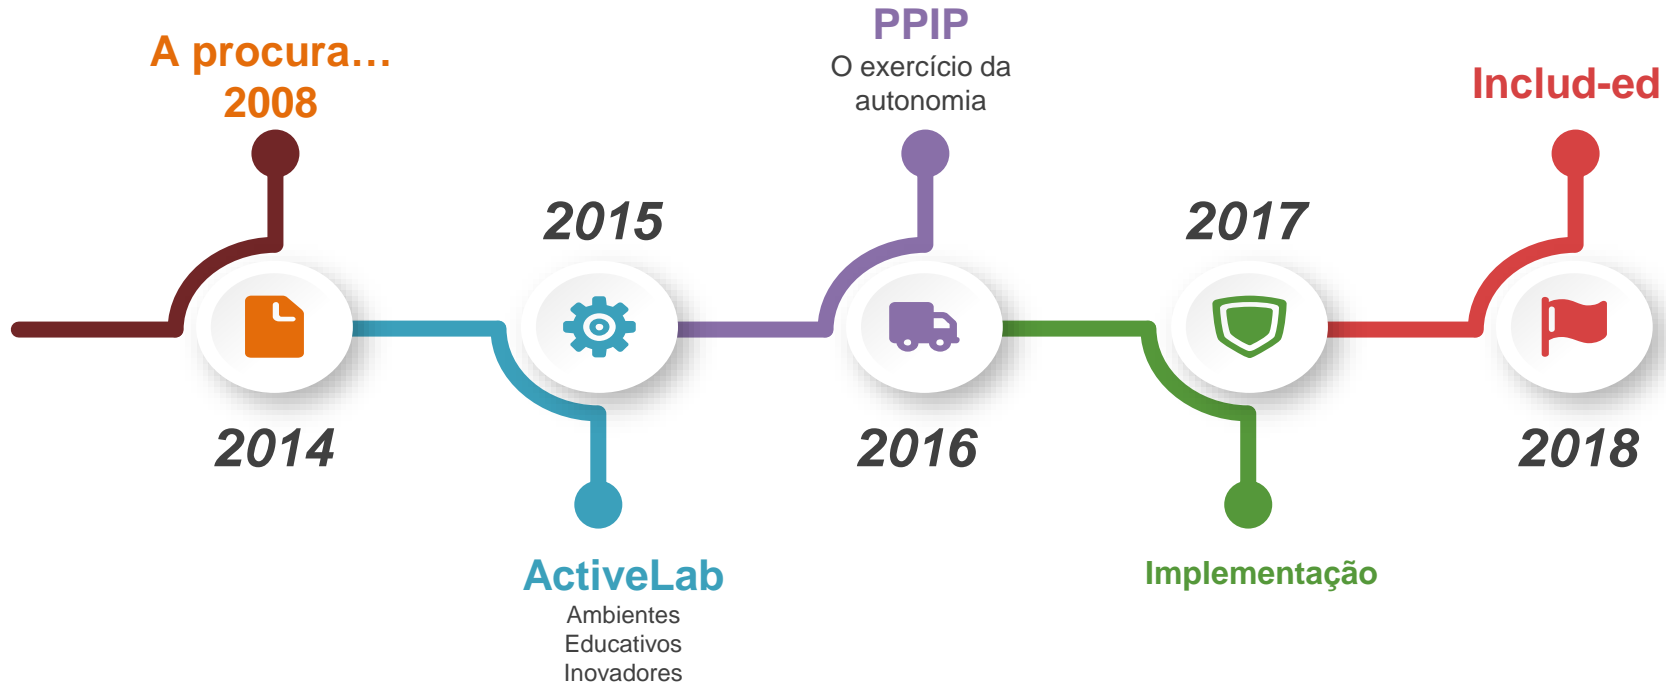 A procura...
2008
2014
2015
ActiveLab
Ambientes
Educativos
Inovadores
PPIP
O exercício da
autonomia
2016
2017
Implementação
Includ-ed
2018